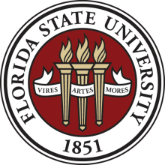 FLORIDA STATE UNIVERSITY
VIRES ARTES MORES
1851